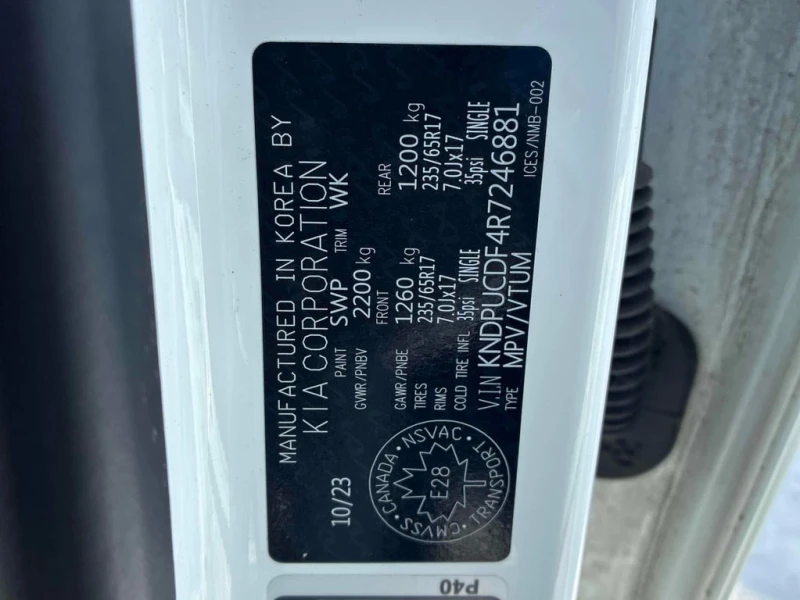 MANUFACTURED IN KOREA BY
KIA CORPORATION
10/23 PAINT SWP TRIM WK
GVWR/PNBV 2200 kg
FRONT REAR
GAWR/PNBE 1260 kg 1200 kg
TIRES 235/65R17 235/65R17
RIMS 7.0Jx17 7.0Jx17
COLD TIRE INFL 35psi SINGLE 35psi SINGLE
V.I.N KNDPUCDF4R7246881
TYPE MPV/VTUM
ICES/NMB-002
CANADA · NSVAC · TRANSPORT · CMVSS ·
E28
P40